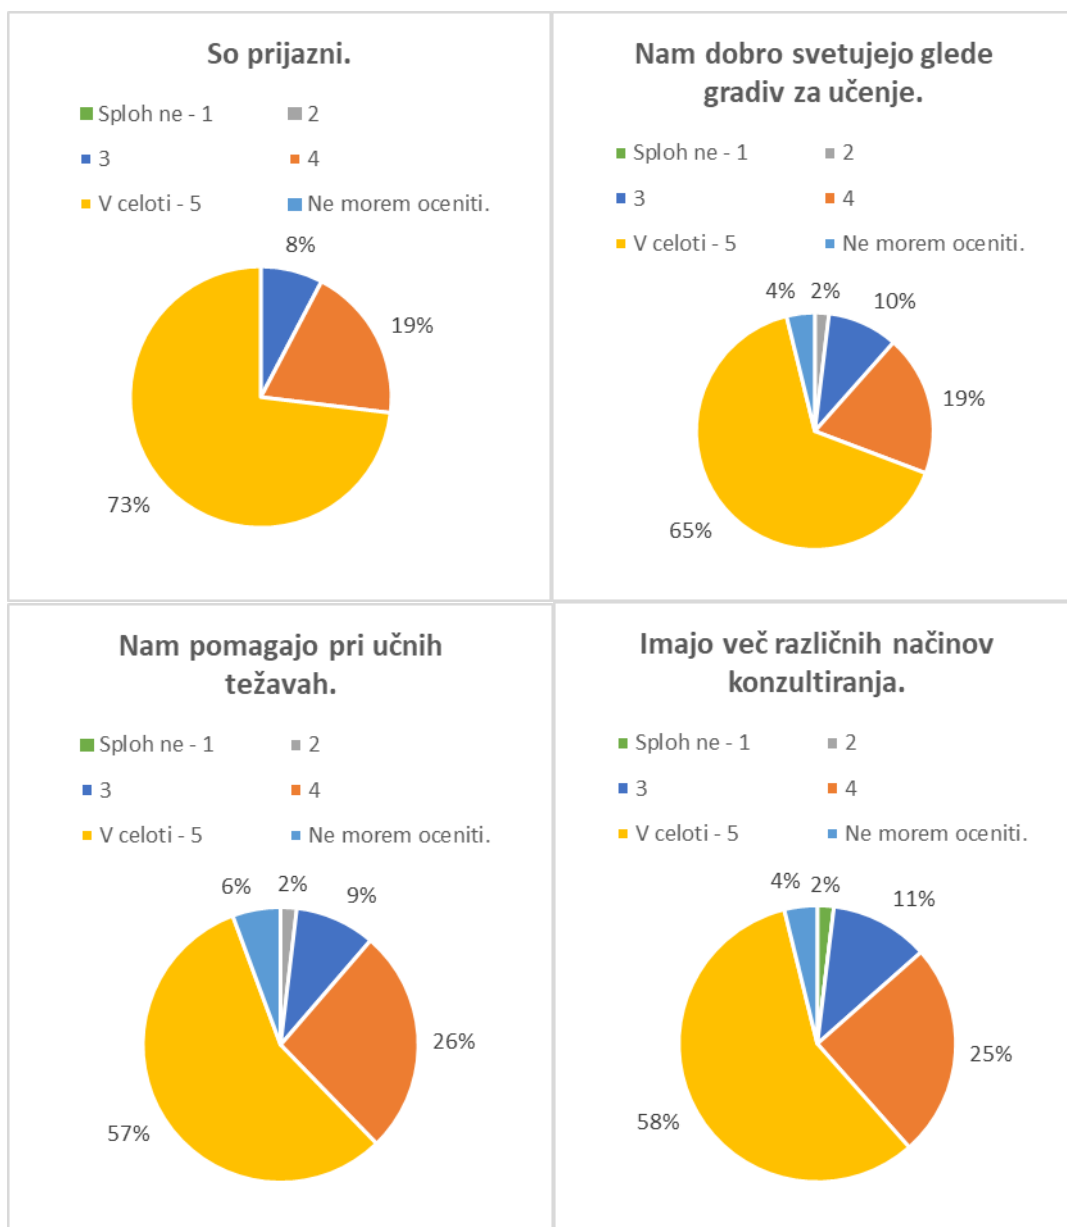 So prijazni.
Sploh ne - 1
2
3
4
V celoti - 5
Ne morem oceniti.
8%
19%
73%
Nam dobro svetujejo glede
gradiv za učenje.
Sploh ne - 1
2
3
4
V celoti - 5
Ne morem oceniti.
4%
2%
10%
19%
65%
Nam pomagajo pri učnih
težavah.
Sploh ne - 1
2
3
4
V celoti - 5
Ne morem oceniti.
6%
2%
9%
26%
57%
Imajo več različnih načinov
konzultiranja.
Sploh ne - 1
2
3
4
V celoti - 5
Ne morem oceniti.
4%
2%
11%
25%
58%